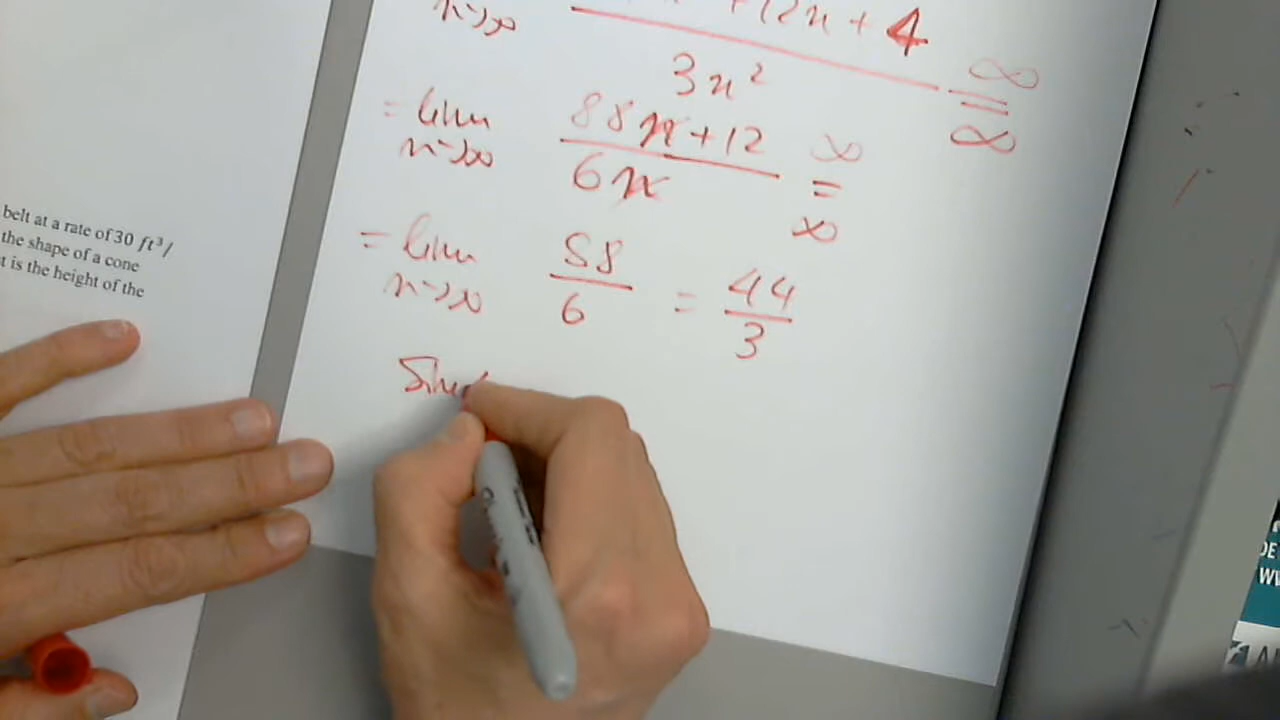 +12x + 4
n→∞
3x²
∞
=
∞
= lim 88x+12
n→∞ 6x
∞
=
∞
= lim 88
n→∞ 6
= 44
3
belt at a rate of 30 ft³/
the shape of a cone
is the height of the